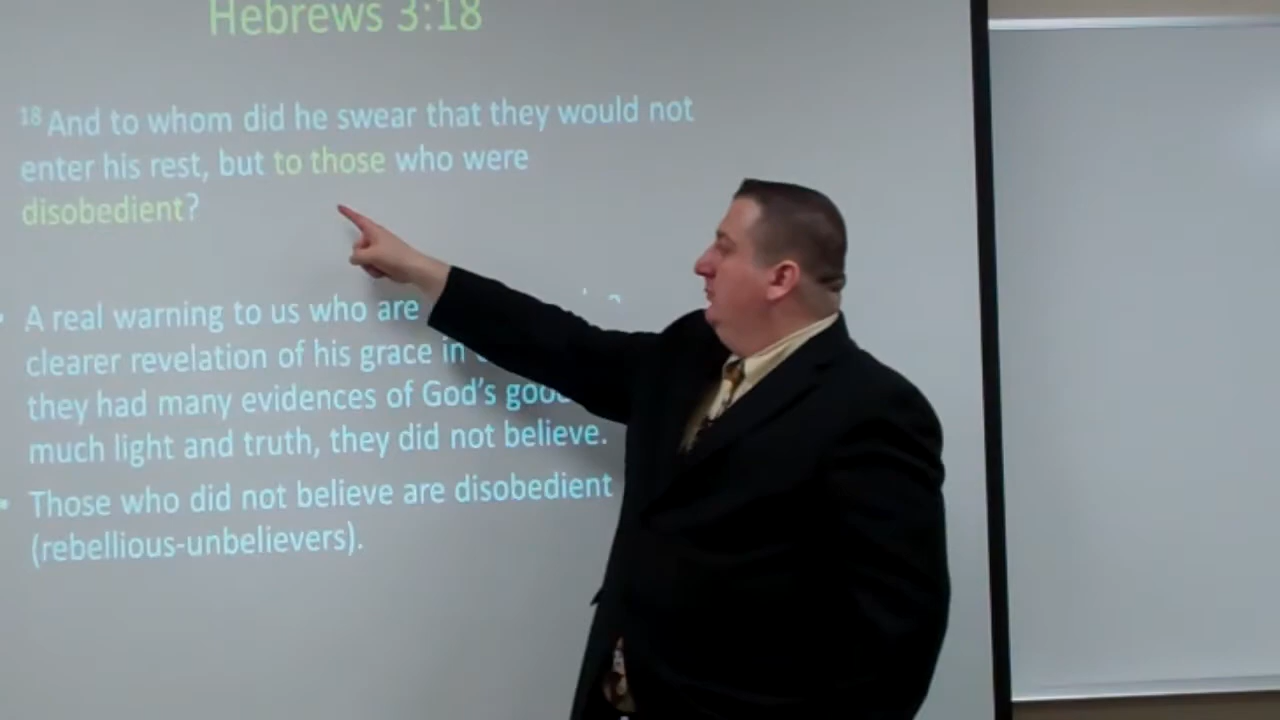 Hebrews 3:18
18 And to whom did he swear that they would not
enter his rest, but to those who were
disobedient?
A real warning to us who are
clearer revelation of his grace in
they had many evidences of God's
much light and truth, they did not believe.
Those who did not believe are disobedient
(rebellious-unbelievers).